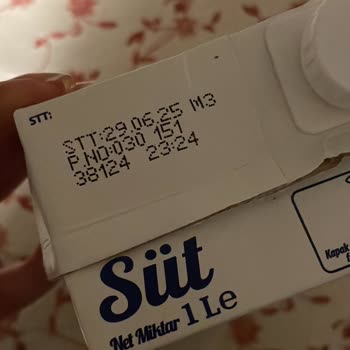 STT:
STT:29.06.25 M3
P.NO:030 151
38124 23:24
Süt
Net Miktar 1 Le
Kapak